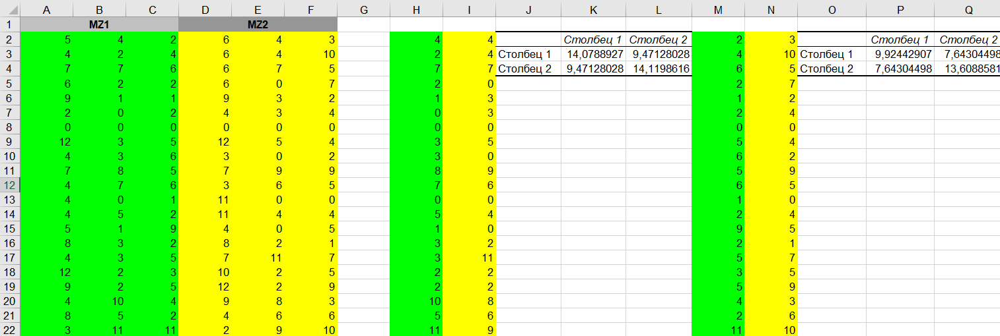 A B C D E F G H I J K L M N O P Q
1 MZ1 MZ2
2 5 4 2 6 4 3 4 4 Столбец 1 Столбец 2 2 3 Столбец 1 Столбец 2
3 4 2 4 6 4 10 2 4 Столбец 1 14,0788927 9,47128028 4 10 Столбец 1 9,92442907 7,64304498
4 7 7 6 6 7 5 7 7 Столбец 2 9,47128028 14,1198616 6 5 Столбец 2 7,64304498 13,6088581
5 6 2 2 6 0 7 2 0 2 7
6 9 1 1 9 3 2 1 3 1 2
7 2 0 2 4 3 4 0 3 2 4
8 0 0 0 0 0 0 0 0 0 0
9 12 3 5 12 5 4 3 5 5 4
10 4 3 6 3 0 2 3 0 6 2
11 7 8 5 7 9 9 8 9 5 9
12 4 7 6 3 6 5 7 6 6 5
13 4 0 1 11 0 0 0 0 1 0
14 4 5 2 11 4 4 5 4 2 4
15 5 1 9 4 0 5 1 0 9 5
16 8 3 2 8 2 1 3 2 2 1
17 4 3 5 7 11 7 3 11 5 7
18 12 2 3 10 2 5 2 2 3 5
19 9 2 5 12 2 9 2 2 5 9
20 4 10 4 9 8 3 10 8 4 3
21 8 5 2 4 6 6 5 6 2 6
22 3 11 11 2 9 10 11 9 11 10